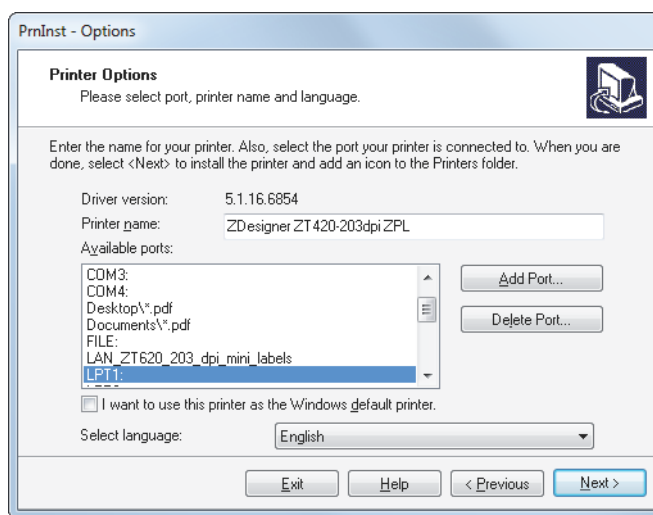 PrnInst - Options
Printer Options
Please select port, printer name and language.
Enter the name for your printer. Also, select the port your printer is connected to. When you are
done, select <Next> to install the printer and add an icon to the Printers folder.
Driver version: 5.1.16.6854
Printer name: ZDesigner ZT420-203dpi ZPL
Available ports:
COM3:
COM4:
Desktop\*.pdf
Documents\*.pdf
FILE:
LAN_ZT620_203_dpi_mini_labels
LPT1:
Add Port...
Delete Port...
I want to use this printer as the Windows default printer.
Select language: English
Exit Help < Previous Next >